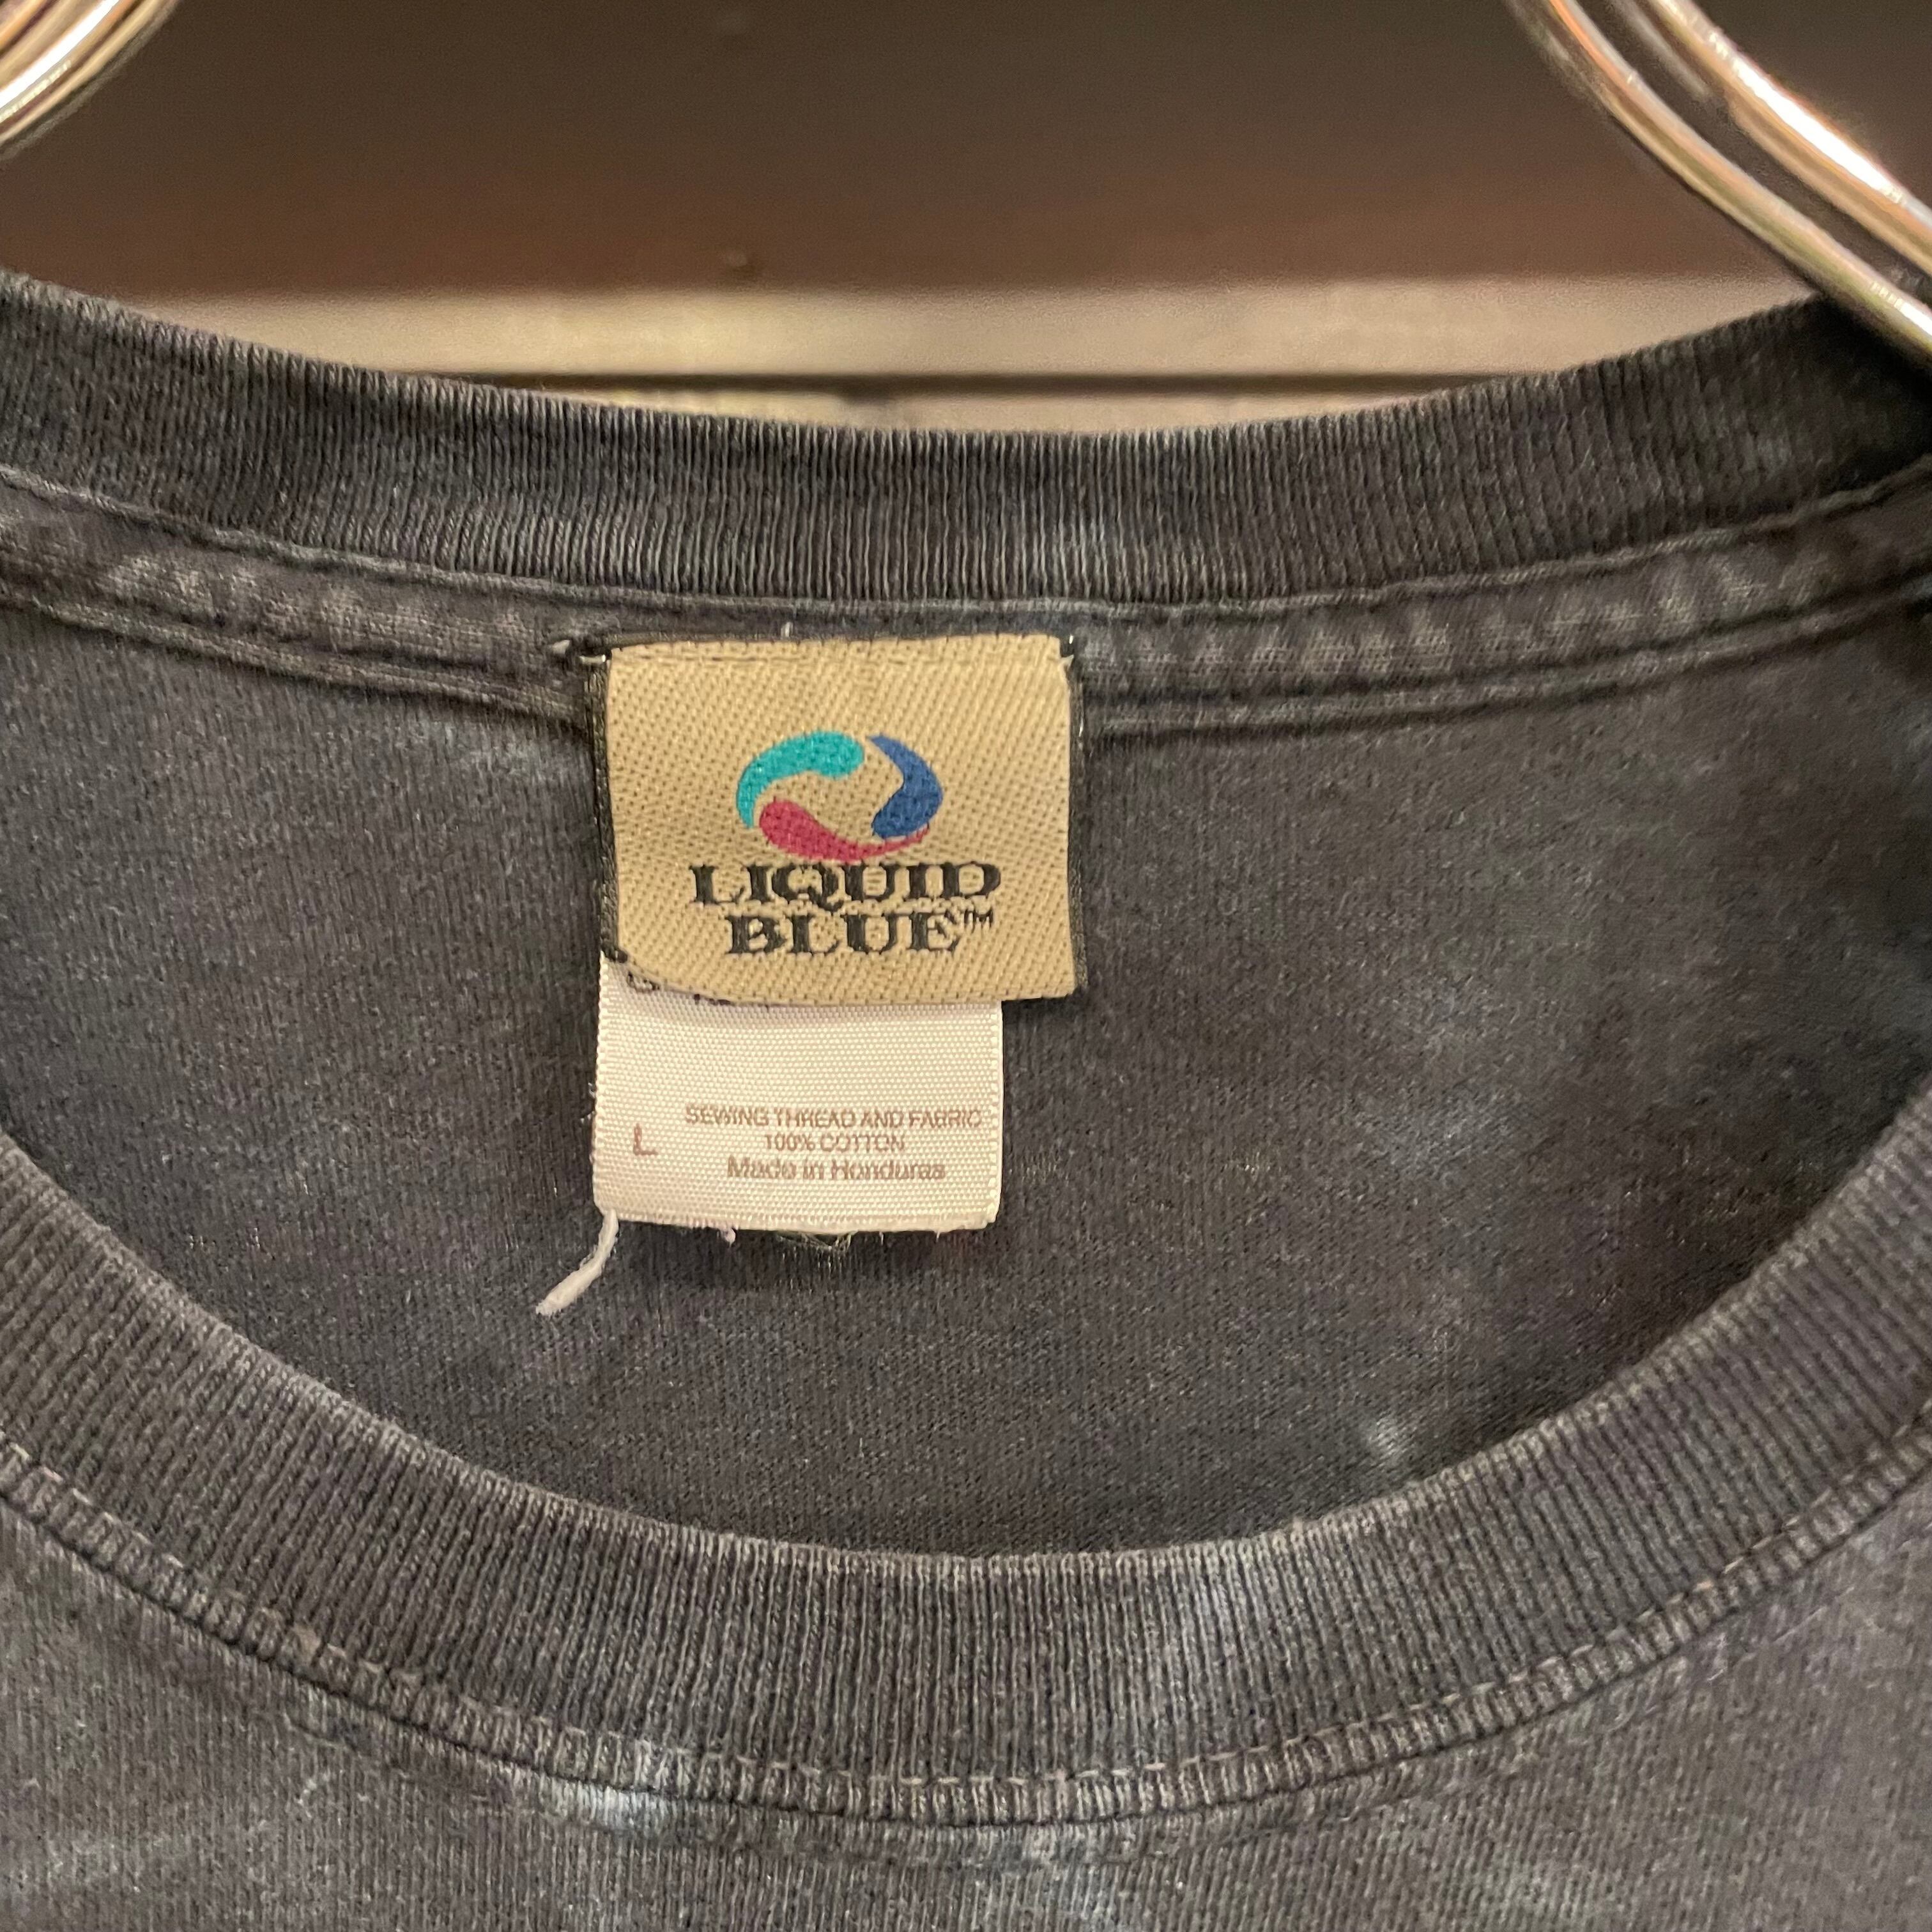 LIQUID
BLUE™
SEWING THREAD AND FABRIC
L 100% COTTON
Made in Honduras